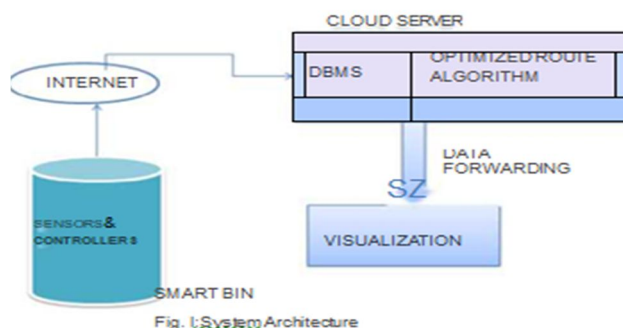 CLOUD SERVER
INTERNET
DBMS
OPTIMIZED ROUTE
ALGORITHM
DATA
FORWARDING
SZ
SENSORS&
CONTROLLERS
VISUALIZATION
SMART BIN
Fig. I:System Architecture